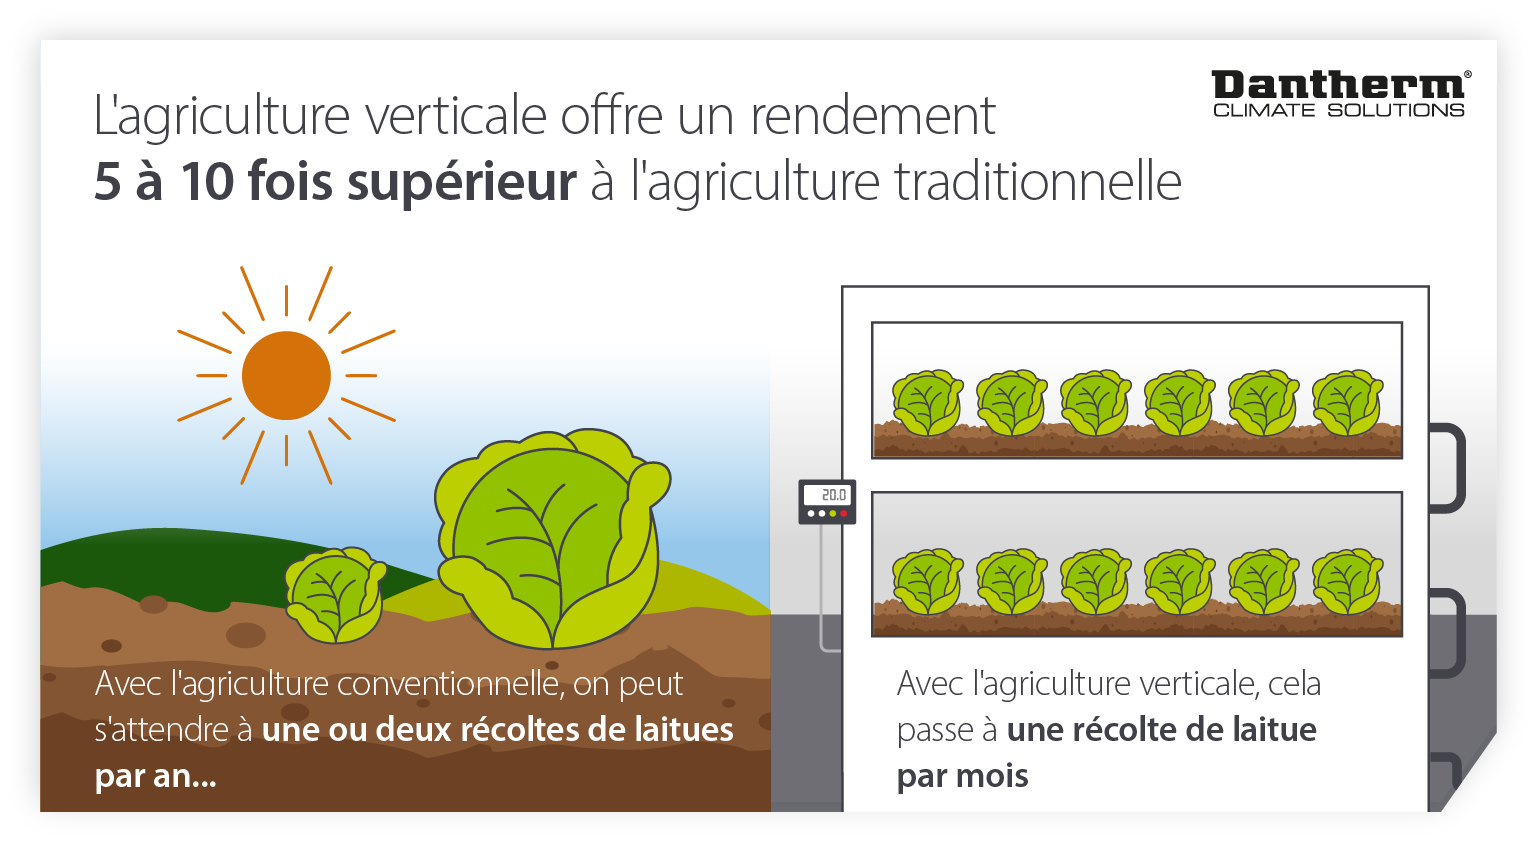 L'agriculture verticale offre un rendement
5 à 10 fois supérieur à l'agriculture traditionnelle
Dantherm®
CLIMATE SOLUTIONS
20.0
Avec l'agriculture conventionnelle, on peut
s'attendre à une ou deux récoltes de laitues
par an...
Avec l'agriculture verticale, cela
passe à une récolte de laitue
par mois